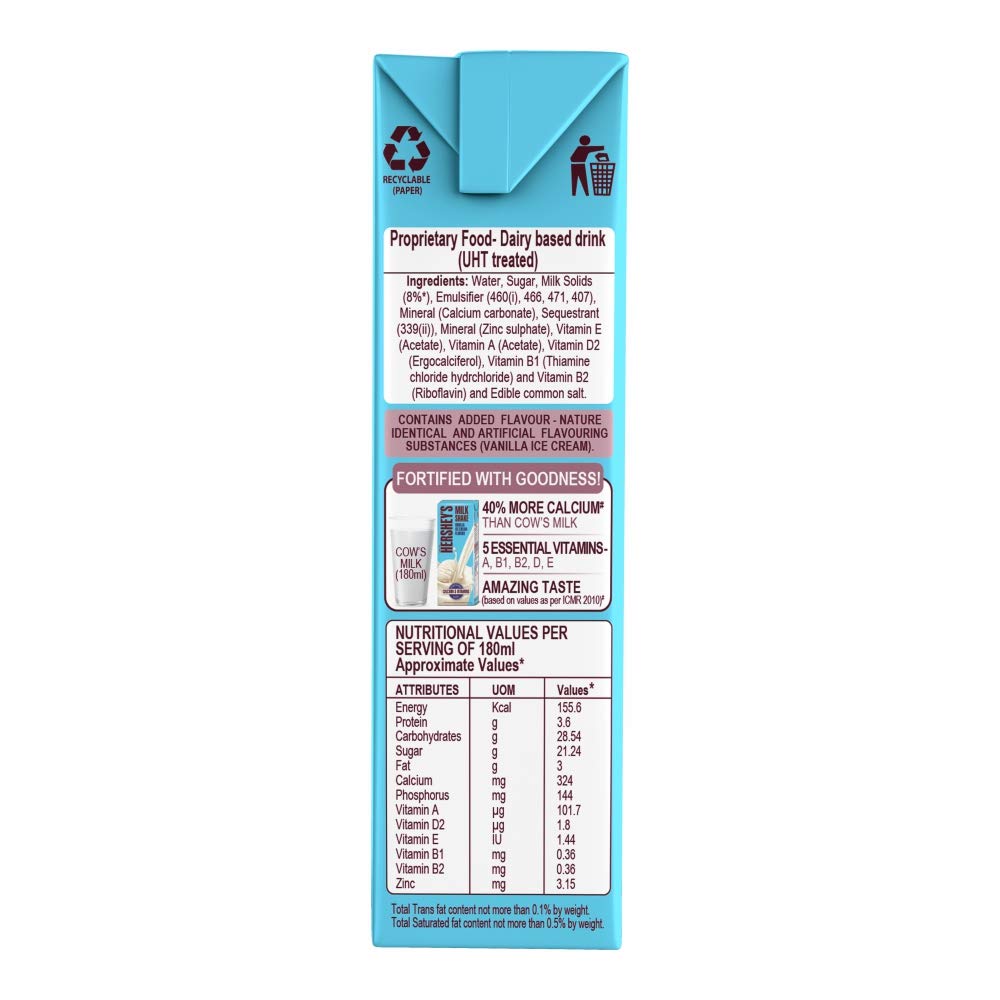 RECYCLABLE
(PAPER)
Proprietary Food- Dairy based drink
(UHT treated)
Ingredients: Water, Sugar, Milk Solids
(8%*), Emulsifier (460(i), 466, 471, 407),
Mineral (Calcium carbonate), Sequestrant
(339(ii)), Mineral (Zinc sulphate), Vitamin E
(Acetate), Vitamin A (Acetate), Vitamin D2
(Ergocalciferol), Vitamin B1 (Thiamine
chloride hydrchloride) and Vitamin B2
(Riboflavin) and Edible common salt.
CONTAINS ADDED FLAVOUR - NATURE
IDENTICAL AND ARTIFICIAL FLAVOURING
SUBSTANCES (VANILLA ICE CREAM).
FORTIFIED WITH GOODNESS!
COW'S
MILK
(180ml)
HERSHEY'S
MILK
SHAKE
40% MORE CALCIUM‡
THAN COW'S MILK
5 ESSENTIAL VITAMINS-
A, B1, B2, D, E
AMAZING TASTE
(based on values as per ICMR 2010)‡
NUTRITIONAL VALUES PER
SERVING OF 180ml
Approximate Values*
ATTRIBUTES UOM Values*
Energy Kcal 155.6
Protein g 3.6
Carbohydrates g 28.54
Sugar g 21.24
Fat g 3
Calcium mg 324
Phosphorus mg 144
Vitamin A µg 101.7
Vitamin D2 µg 1.8
Vitamin E IU 1.44
Vitamin B1 mg 0.36
Vitamin B2 mg 0.36
Zinc mg 3.15
Total Trans fat content not more than 0.1% by weight.
Total Saturated fat content not more than 0.5% by weight.